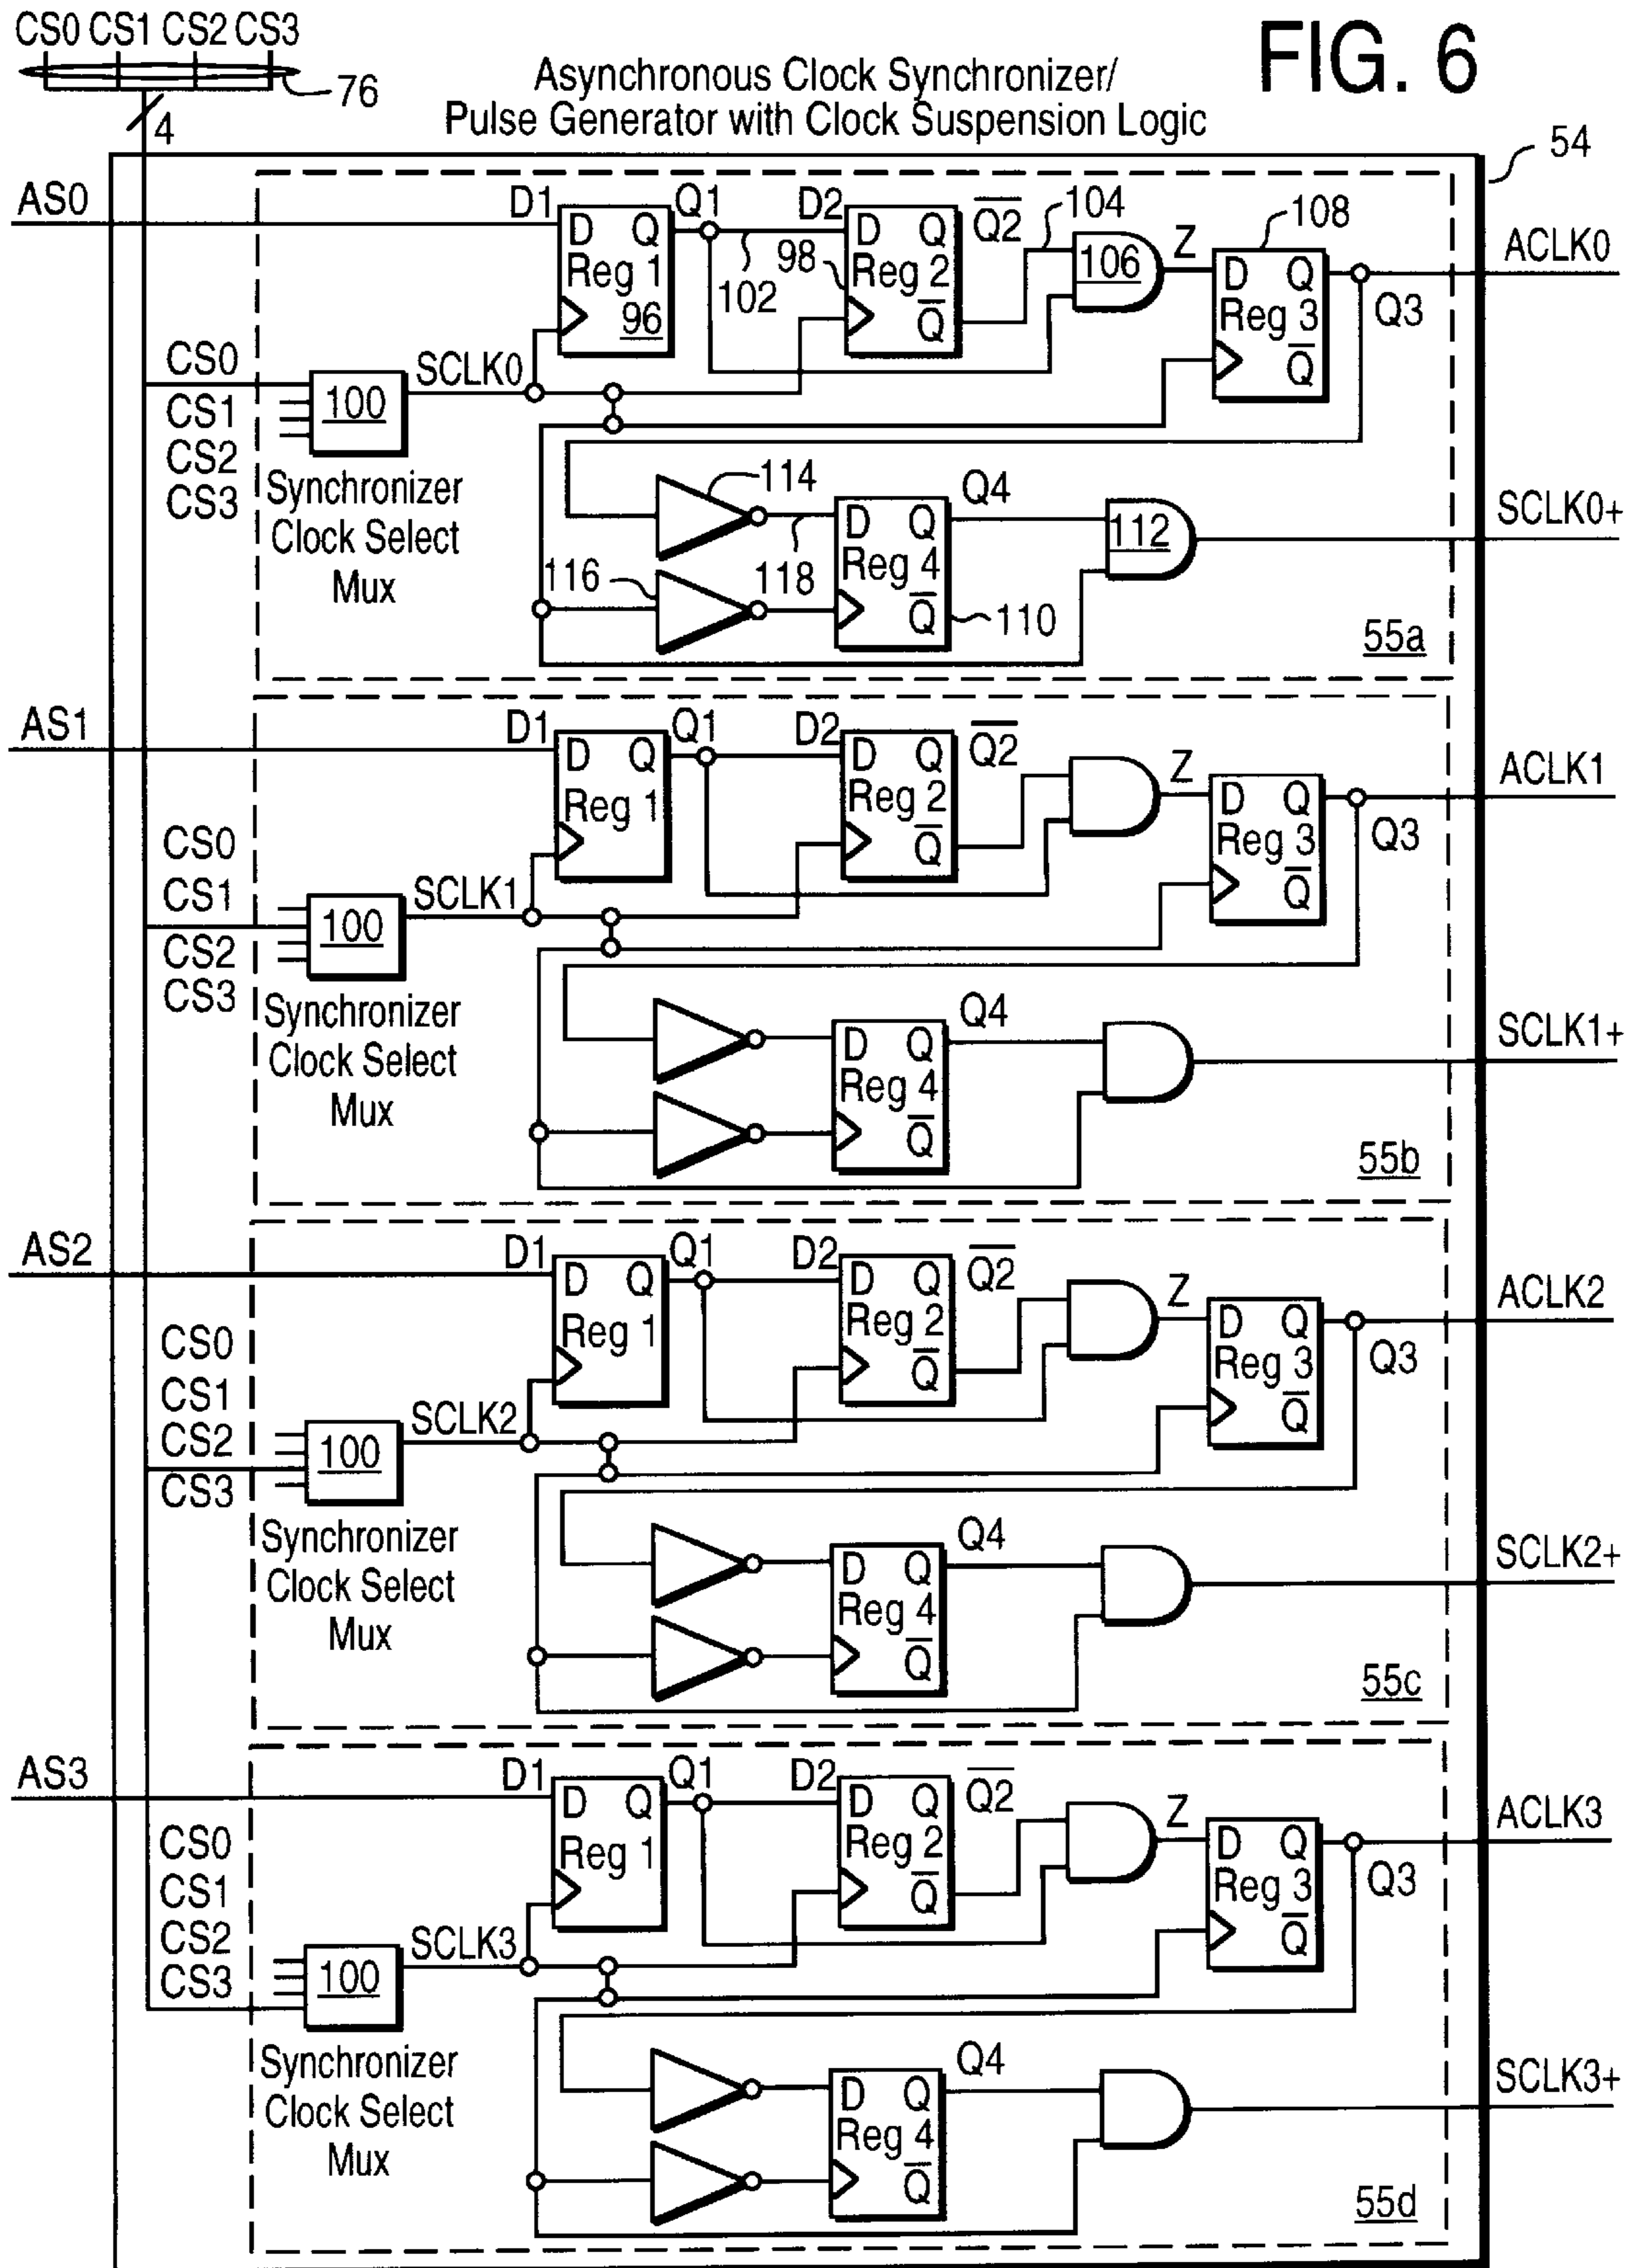 CS0 CS1 CS2 CS3
76
4
FIG. 6
Asynchronous Clock Synchronizer/
Pulse Generator with Clock Suspension Logic
54
AS0
D1
D Q
Reg 1
96
Q1
102
D2
98
D Q
Reg 2
Q̅
Q̅2̅
104
106
Z
108
D Q
Reg 3
Q̅
Q3
ACLK0
CS0
CS1
CS2
CS3
100
SCLK0
Synchronizer
Clock Select
Mux
114
116
118
D Q
Reg 4
Q̅
110
Q4
112
SCLK0+
55a
AS1
D1
D Q
Reg 1
Q1
D2
D Q
Reg 2
Q̅
Q̅2̅
Z
D Q
Reg 3
Q̅
Q3
ACLK1
CS0
CS1
CS2
CS3
100
SCLK1
Synchronizer
Clock Select
Mux
D Q
Reg 4
Q̅
Q4
SCLK1+
55b
AS2
D1
D Q
Reg 1
Q1
D2
D Q
Reg 2
Q̅
Q̅2̅
Z
D Q
Reg 3
Q̅
Q3
ACLK2
CS0
CS1
CS2
CS3
100
SCLK2
Synchronizer
Clock Select
Mux
D Q
Reg 4
Q̅
Q4
SCLK2+
55c
AS3
D1
D Q
Reg 1
Q1
D2
D Q
Reg 2
Q̅
Q̅2̅
Z
D Q
Reg 3
Q̅
Q3
ACLK3
CS0
CS1
CS2
CS3
100
SCLK3
Synchronizer
Clock Select
Mux
D Q
Reg 4
Q̅
Q4
SCLK3+
55d